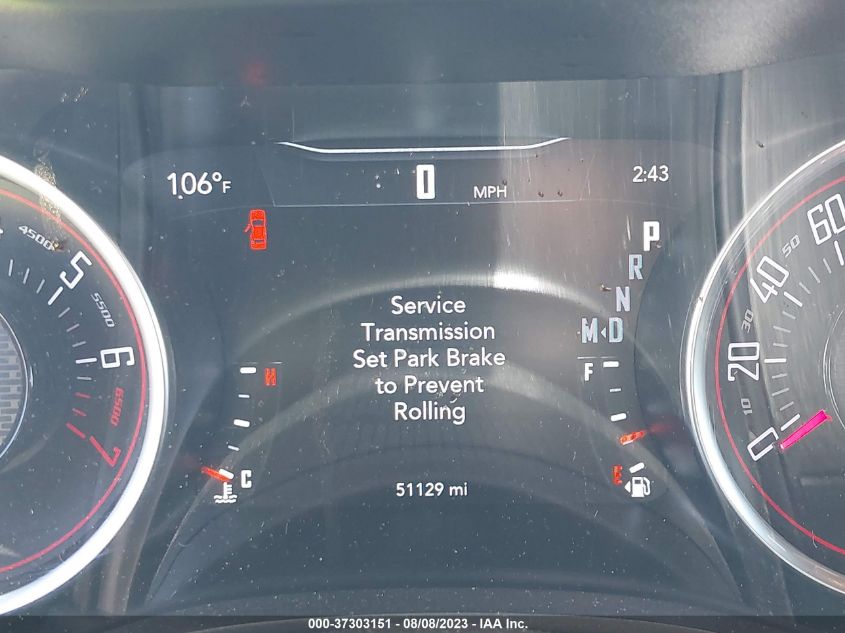 106°F
0 MPH
2:43
P
R
N
M◂D
Service
Transmission
Set Park Brake
to Prevent
Rolling
H
C
F
E
51129 mi
4500
5
5500
6
6500
7
0
10
20
30
40
50
60
000-37303151 - 08/08/2023 - IAA Inc.